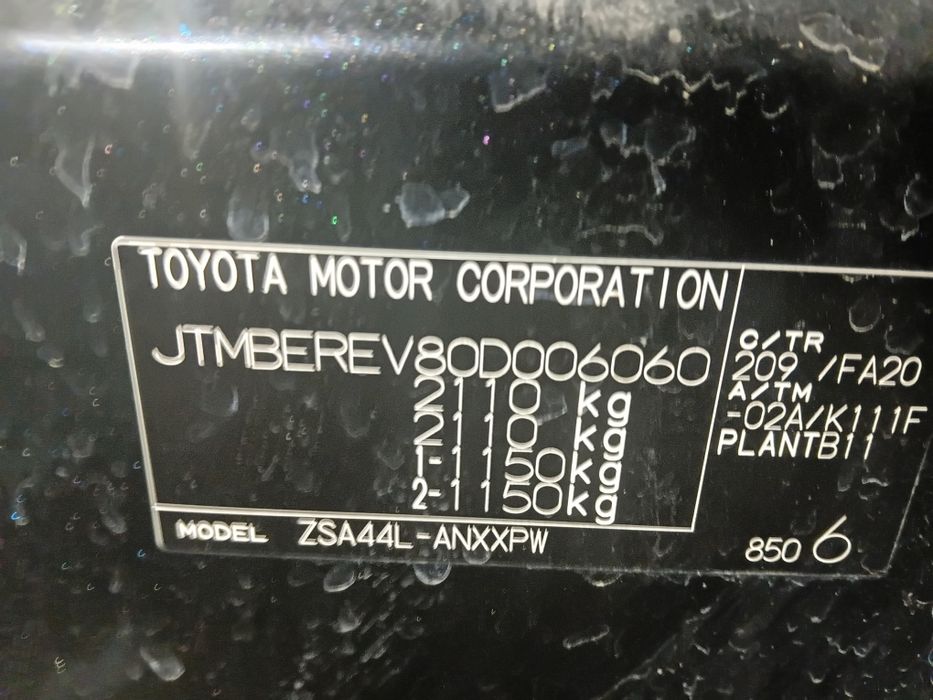 TOYOTA MOTOR CORPORATION
JTMBEREV80D006060
2110 kg
2110 kg
1-1150kg
2-1150kg
MODEL ZSA44L-ANXXPW
C/TR
209 /FA20
A/TM
-02A/K111F
PLANTB11
850 6